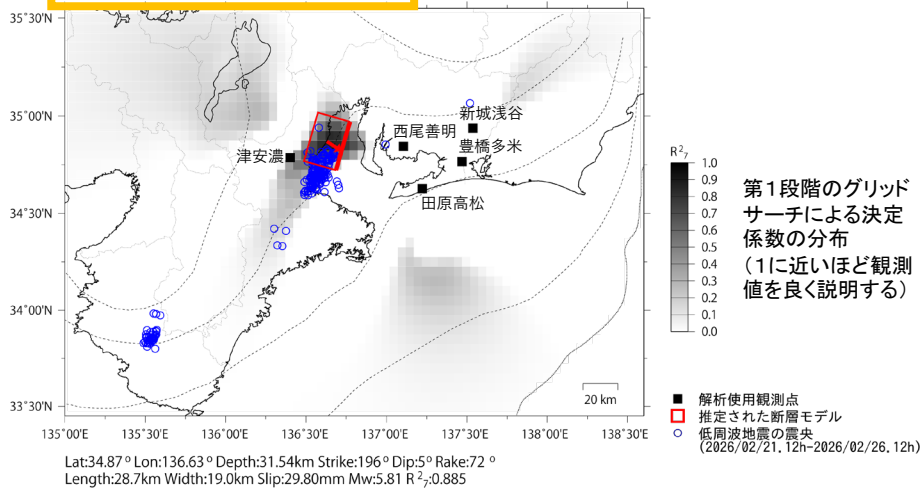 35°30'N
35°00'N
34°30'N
34°00'N
33°30'N
135°00'E
135°30'E
136°00'E
136°30'E
137°00'E
137°30'E
138°00'E
138°30'E
新城浅谷
西尾善明
豊橋多米
津安濃
田原高松
20 km
R²₇
1.0
0.9
0.8
0.7
0.6
0.5
0.4
0.3
0.2
0.1
0.0
第1段階のグリッド
サーチによる決定
係数の分布
(1に近いほど観測
値を良く説明する)
解析使用観測点
推定された断層モデル
低周波地震の震央
(2026/02/21.12h-2026/02/26.12h)
Lat:34.87° Lon:136.63° Depth:31.54km Strike:196° Dip:5° Rake:72 °
Length:28.7km Width:19.0km Slip:29.80mm Mw:5.81 R²₇:0.885